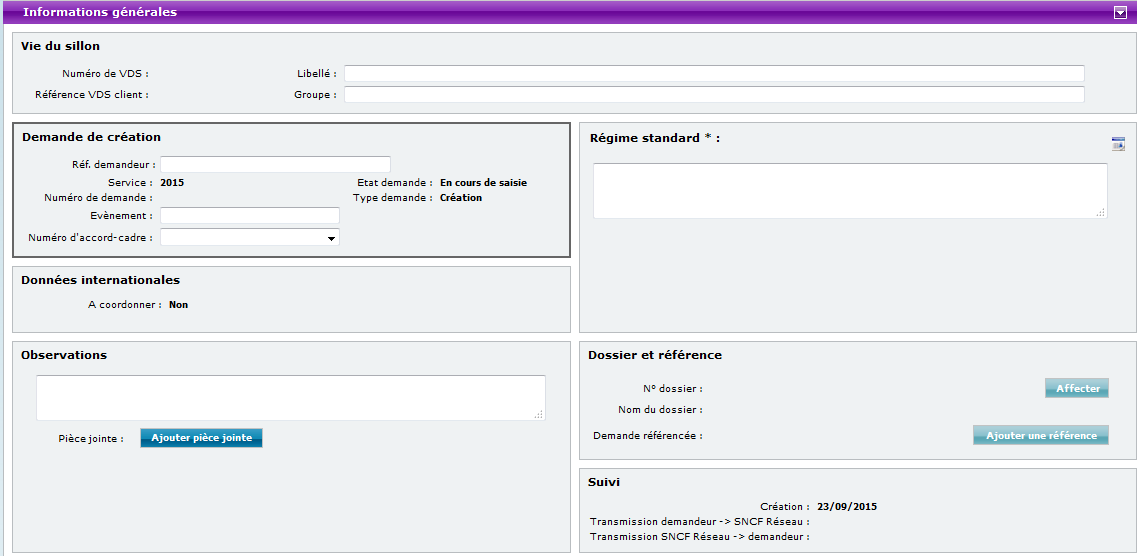 Informations générales
Vie du sillon
Numéro de VDS : Libellé :
Référence VDS client : Groupe :
Demande de création
Réf. demandeur :
Service : 2015 Etat demande : En cours de saisie
Numéro de demande : Type demande : Création
Evènement :
Numéro d'accord-cadre :
Régime standard * :
Données internationales
A coordonner : Non
Observations
Pièce jointe : Ajouter pièce jointe
Dossier et référence
N° dossier : Affecter
Nom du dossier :
Demande référencée : Ajouter une référence
Suivi
Création : 23/09/2015
Transmission demandeur -> SNCF Réseau :
Transmission SNCF Réseau -> demandeur :